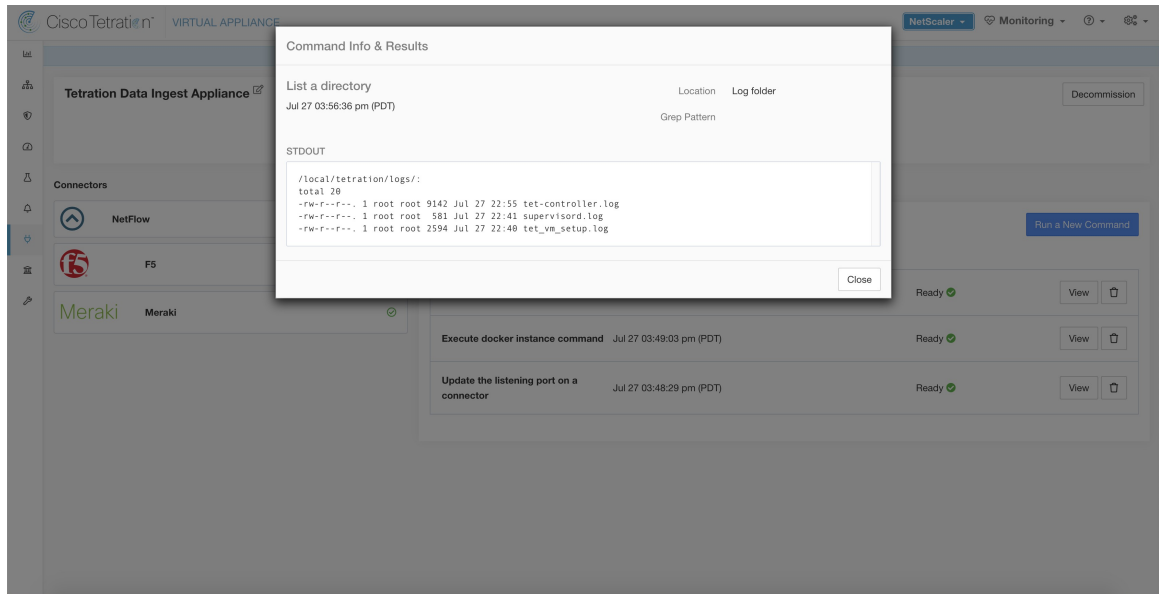 Cisco Tetration™ VIRTUAL APPLIANCE
NetScaler
Monitoring
Tetration Data Ingest Appliance
Decommission
Connectors
NetFlow
f5
F5
Meraki
Meraki
Command Info & Results
List a directory
Jul 27 03:56:36 pm (PDT)
Location Log folder
Grep Pattern
STDOUT
/local/tetration/logs/:
total 20
-rw-r--r--. 1 root root 9142 Jul 27 22:55 tet-controller.log
-rw-r--r--. 1 root root  581 Jul 27 22:41 supervisord.log
-rw-r--r--. 1 root root 2594 Jul 27 22:40 tet_vm_setup.log
Close
Run a New Command
Ready View
Execute docker instance command Jul 27 03:49:03 pm (PDT) Ready View
Update the listening port on a
connector
Jul 27 03:48:29 pm (PDT) Ready View